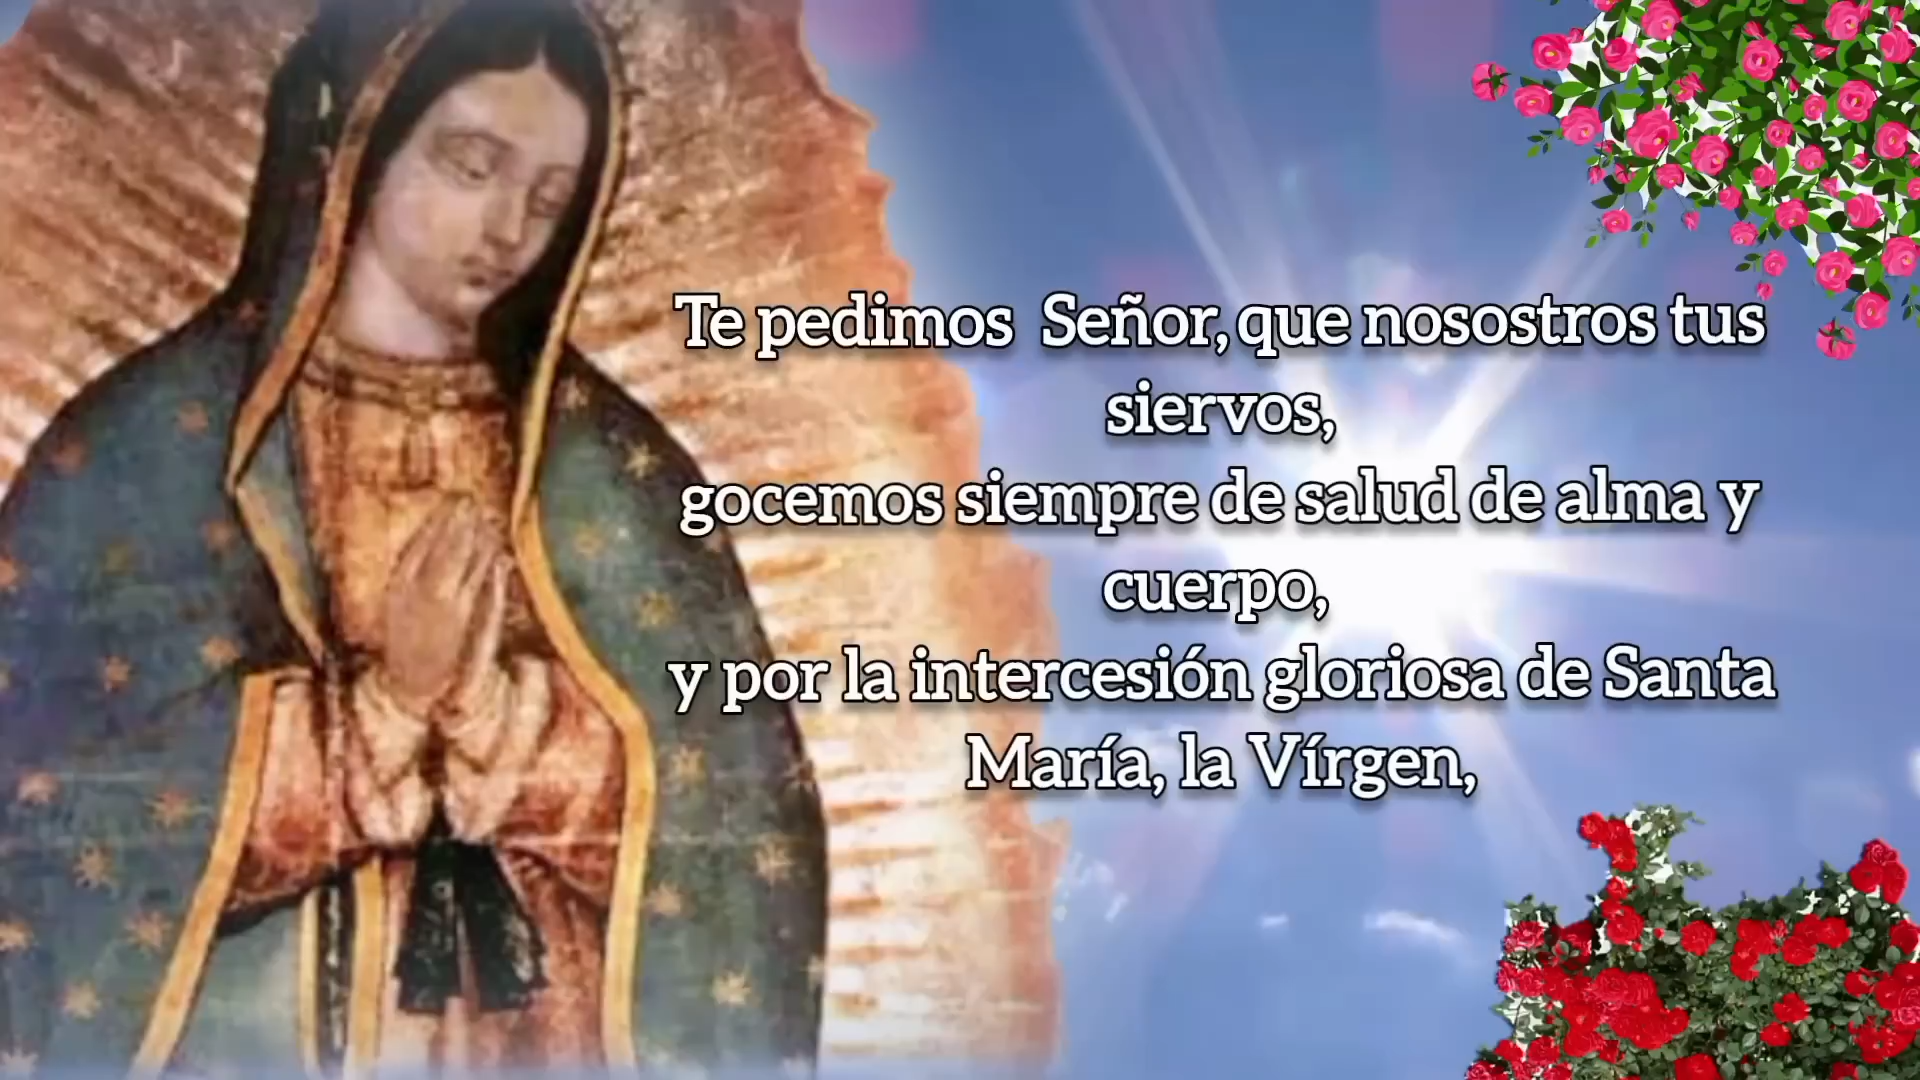 Te pedimos Señor, que nosostros tus
siervos,
gocemos siempre de salud de alma y
cuerpo,
y por la intercesión gloriosa de Santa
María, la Vírgen,